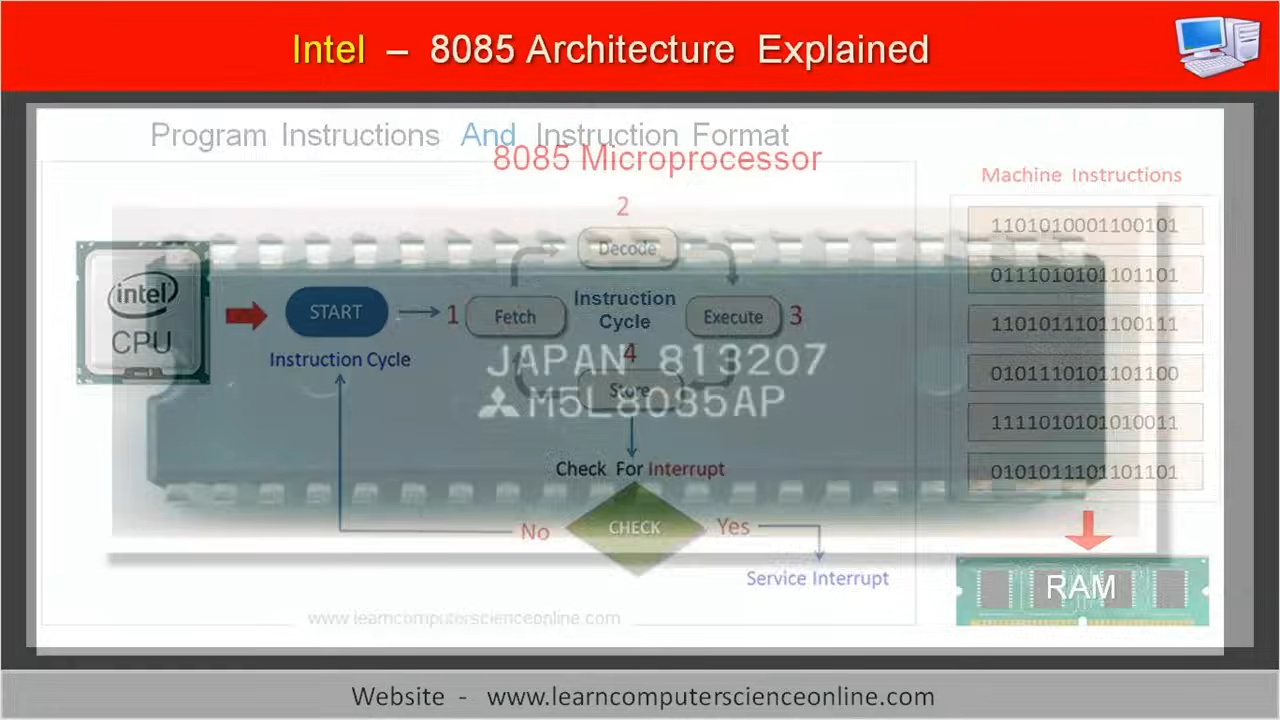 Intel – 8085 Architecture Explained
Program Instructions And Instruction Format
8085 Microprocessor
Machine Instructions
2
1101010001100101
Decode
0111010101101101
intel
CPU
START
1
Fetch
Instruction
Cycle
Execute
3
1101011101100111
Instruction Cycle
4
JAPAN 813207
0101110101101100
Store
M5L8085AP
1111010101010011
Check For Interrupt
0101011101101101
No
CHECK
Yes
Service Interrupt
RAM
www.learncomputerscienceonline.com
Website - www.learncomputerscienceonline.com